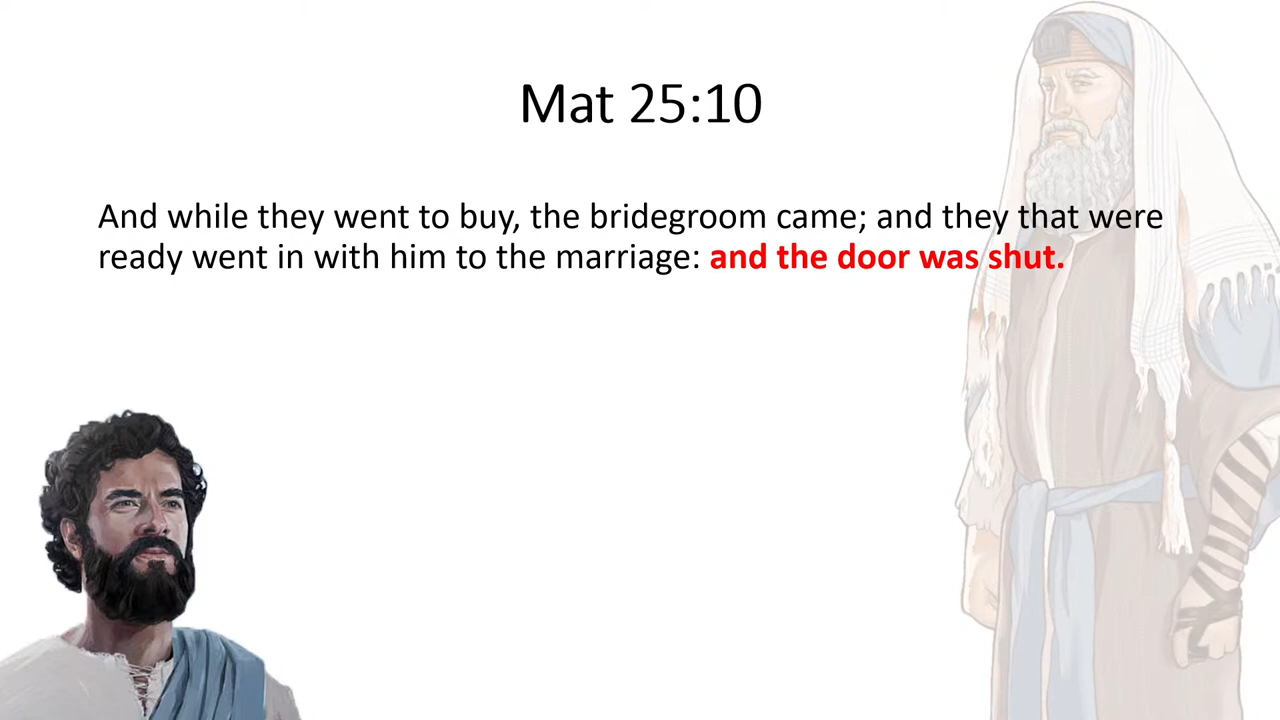 Mat 25:10
And while they went to buy, the bridegroom came; and they that were
ready went in with him to the marriage: and the door was shut.